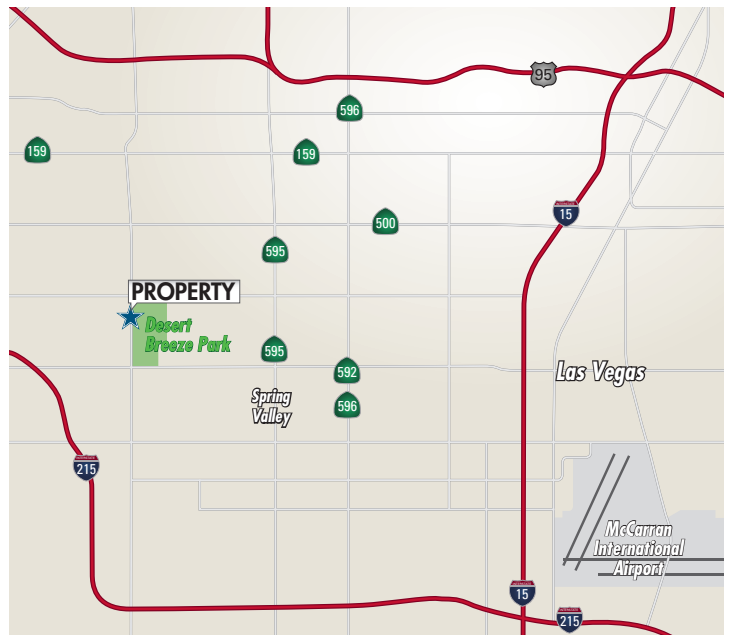 95
596
159
159
15
500
595
PROPERTY
Desert
Breeze Park
595
592
Las Vegas
Spring
Valley
596
215
McCarran
International
Airport
15
215